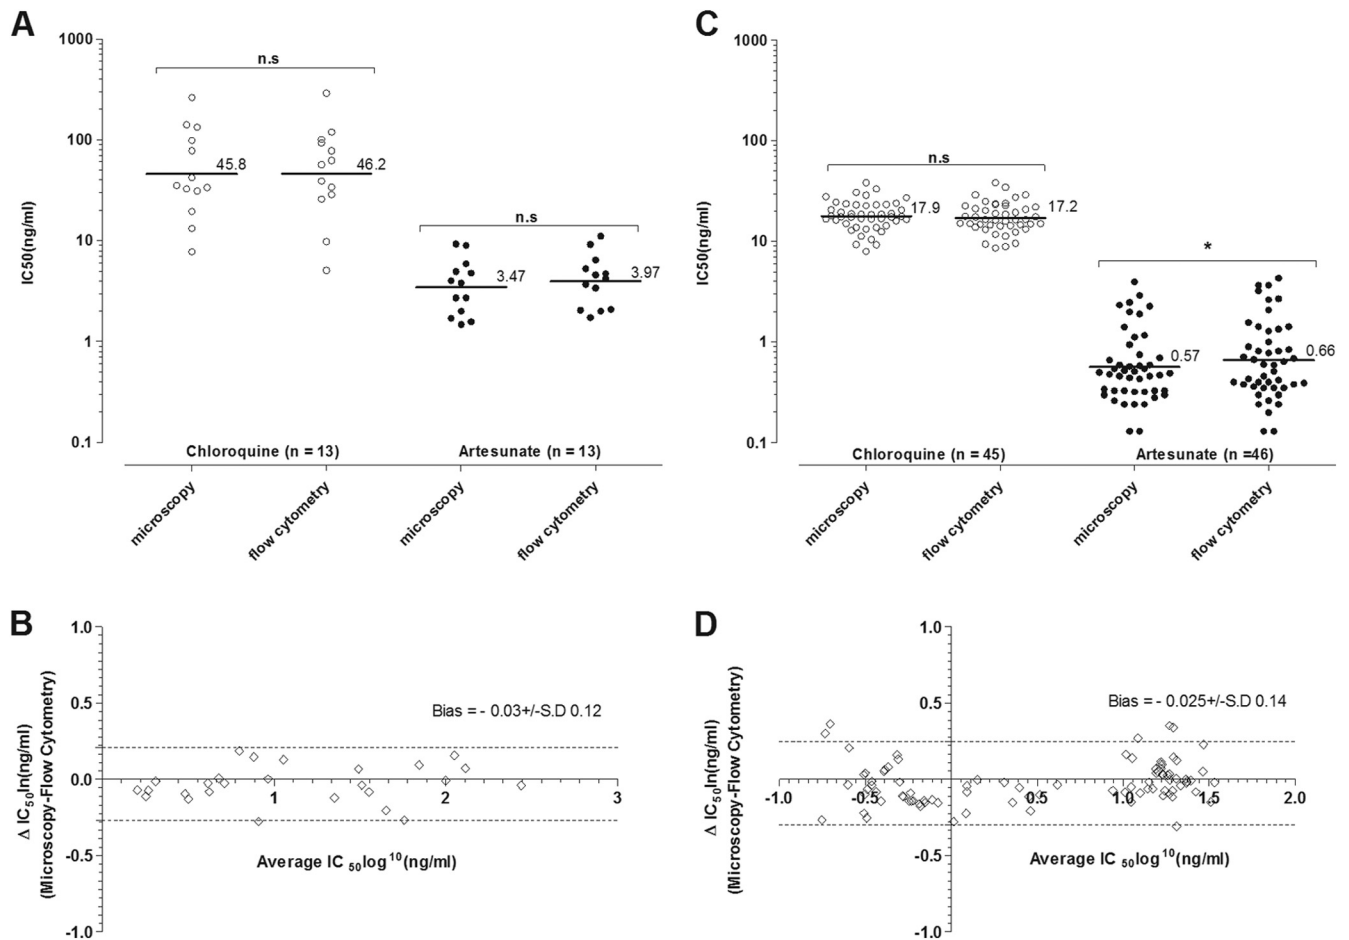 A
1000
100
10
1
0.1
IC50(ng/ml)
n.s
45.8
46.2
n.s
3.47
3.97
Chloroquine (n = 13)
Artesunate (n = 13)
microscopy
flow cytometry
microscopy
flow cytometry
C
1000
100
10
1
0.1
IC50(ng/ml)
n.s
17.9
17.2
*
0.57
0.66
Chloroquine (n = 45)
Artesunate (n =46)
microscopy
flow cytometry
microscopy
flow cytometry
B
1.0
0.5
0.0
-0.5
-1.0
Δ IC50ln(ng/ml)
(Microscopy-Flow Cytometry)
Bias = - 0.03+/-S.D 0.12
1
2
3
Average IC 50log10(ng/ml)
D
1.0
0.5
-0.5
-1.0
Δ IC50ln(ng/ml)
(Microscopy-Flow Cytometry)
Bias = - 0.025+/-S.D 0.14
-1.0
-0.5
0.5
1.0
1.5
2.0
Average IC 50log10(ng/ml)